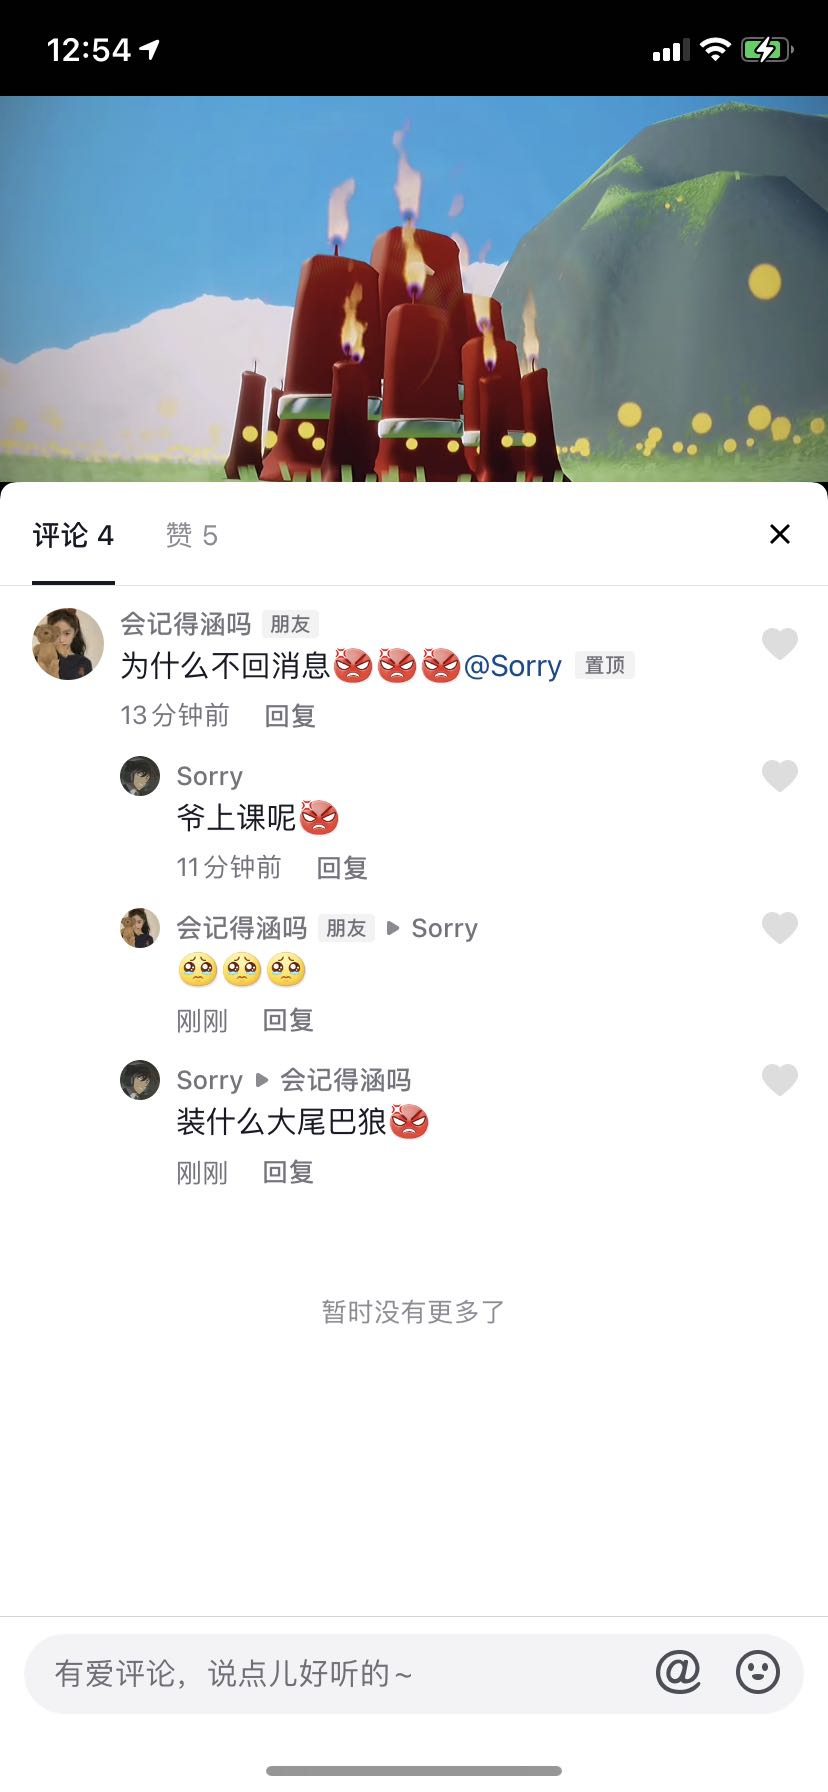 12:54
评论 4 赞 5
会记得涵吗 朋友
为什么不回消息😡😡😡@Sorry 置顶
13分钟前 回复
Sorry
爷上课呢😡
11分钟前 回复
会记得涵吗 朋友 ▶ Sorry
🥺🥺🥺
刚刚 回复
Sorry ▶ 会记得涵吗
装什么大尾巴狼😡
刚刚 回复
暂时没有更多了
有爱评论，说点儿好听的~ @